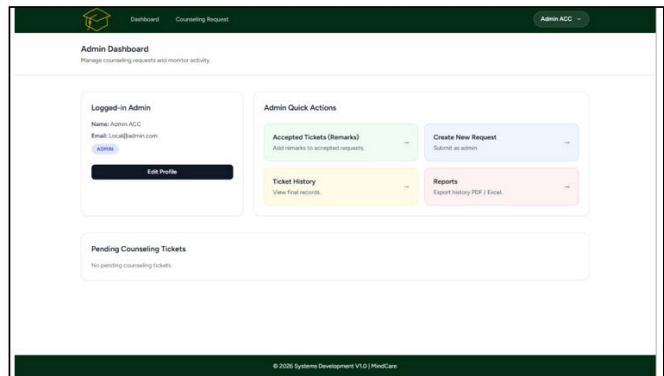 Dashboard
Counseling Request
Admin ACC
Admin Dashboard
Manage counseling requests and monitor activity.
Logged-in Admin
Name: Admin ACC
Email: Local@admin.com
ADMIN
Edit Profile
Admin Quick Actions
Accepted Tickets (Remarks)
Add remarks to accepted requests.
→
Create New Request
Submit as admin.
→
Ticket History
View final records.
→
Reports
Export history PDF / Excel.
→
Pending Counseling Tickets
No pending counseling tickets.
© 2026 Systems Development V1.0 | MindCare